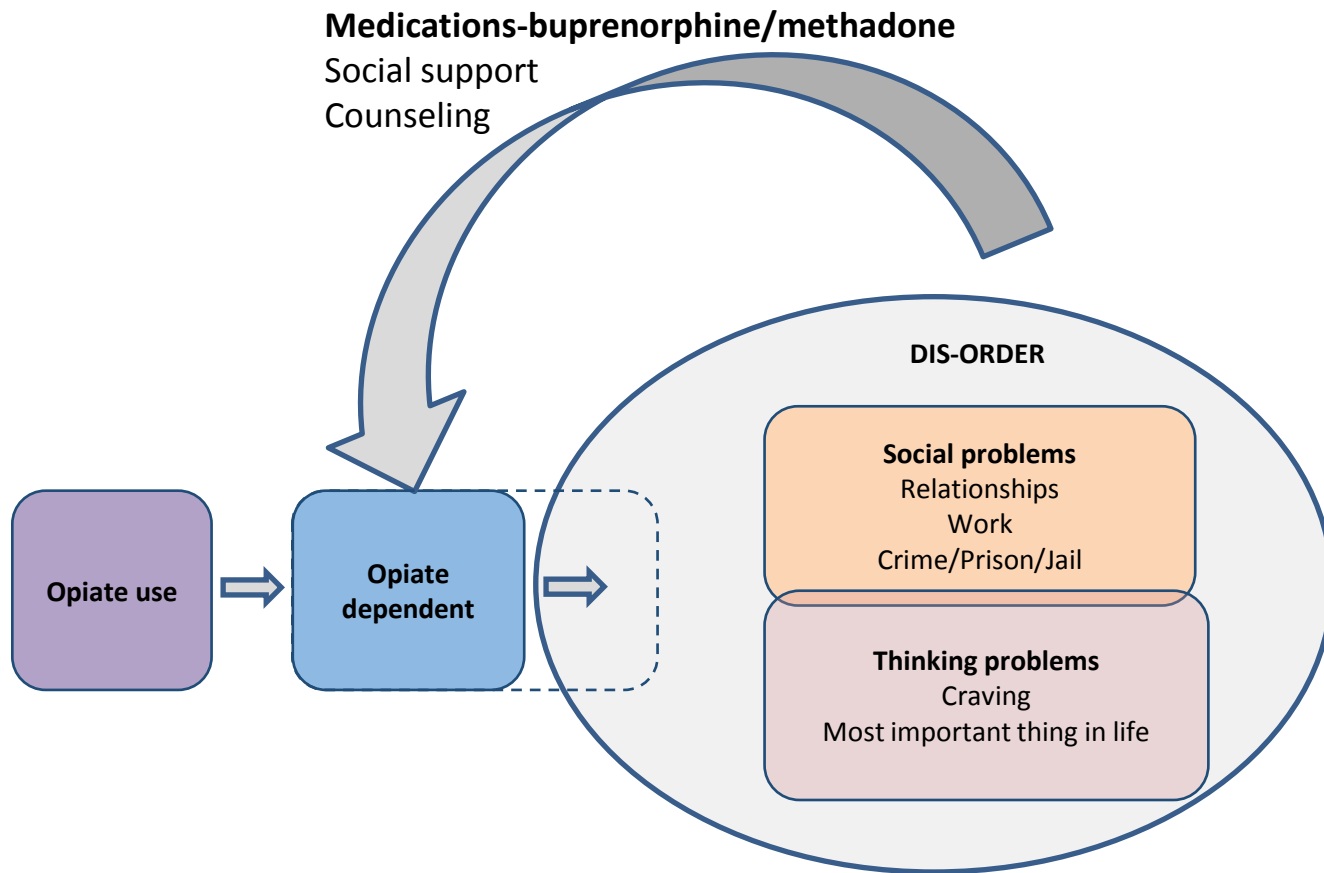 Medications-buprenorphine/methadone
Social support
Counseling
DIS-ORDER
Social problems
Relationships
Work
Crime/Prison/Jail
Opiate use
Opiate
dependent
Thinking problems
Craving
Most important thing in life